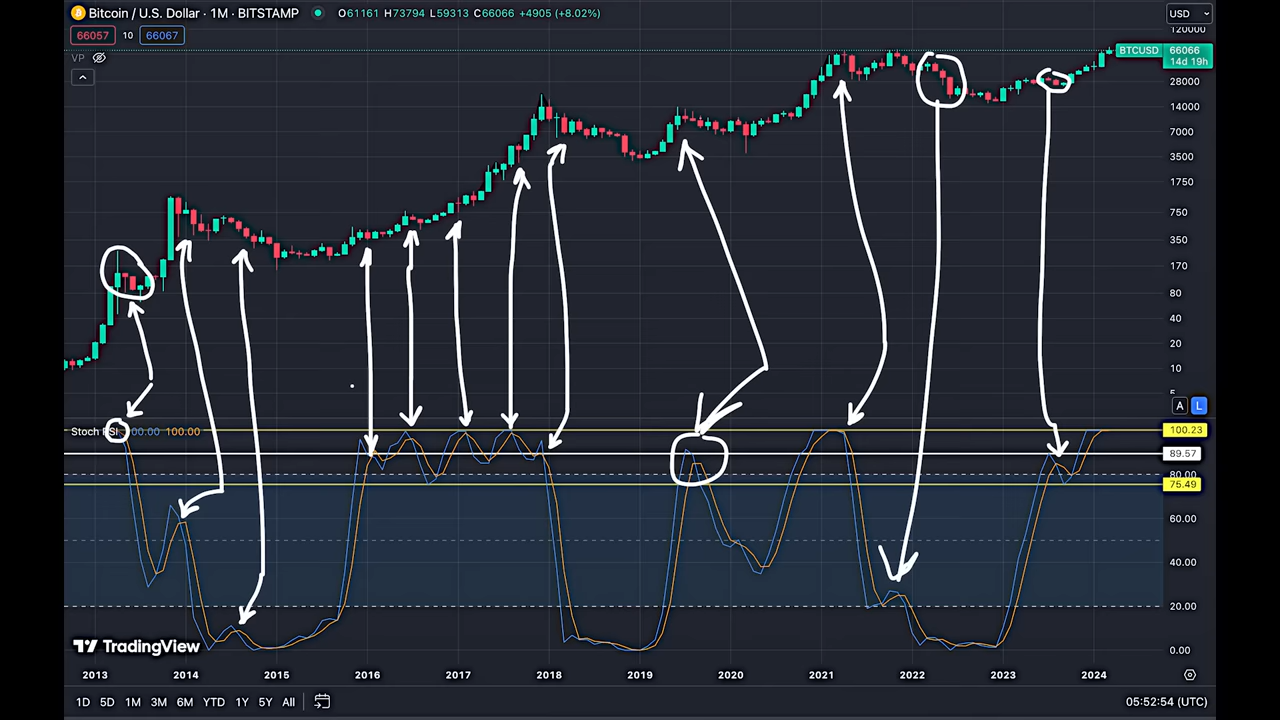 Bitcoin / U.S. Dollar · 1M · BITSTAMP O61161 H73794 L59313 C66066 +4905 (+8.02%) USD
120000
66057 10 66067
BTCUSD 66066
14d 19h
VP
28000
14000
7000
3500
1750
750
350
170
80
40
20
10
5
A L
Stoch RSI 100.00 100.00 100.23
89.57
80.00
75.49
60.00
40.00
20.00
TradingView 0.00
2013 2014 2015 2016 2017 2018 2019 2020 2021 2022 2023 2024
1D 5D 1M 3M 6M YTD 1Y 5Y All 05:52:54 (UTC)